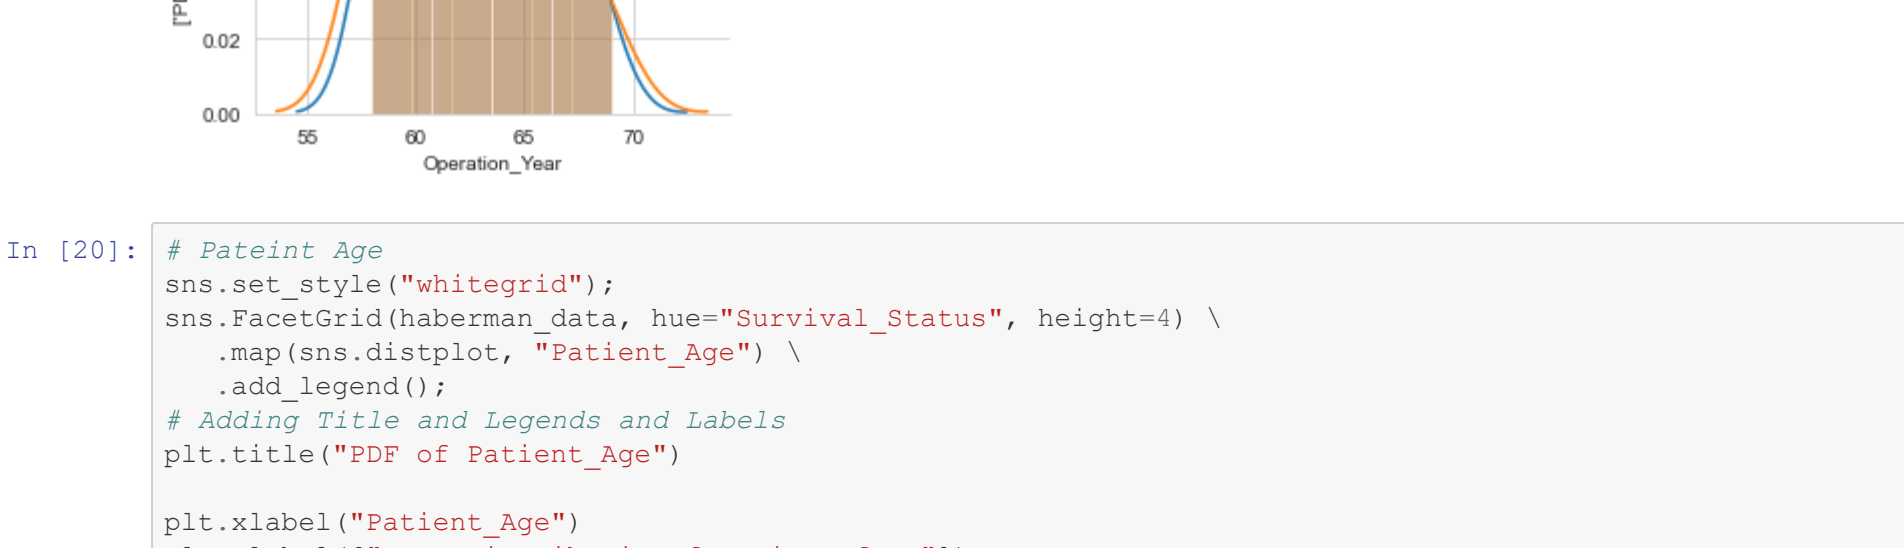 0.02
0.00
55 60 65 70
Operation_Year
In [20]: # Pateint Age
sns.set_style("whitegrid");
sns.FacetGrid(haberman_data, hue="Survival_Status", height=4) \
.map(sns.distplot, "Patient_Age") \
.add_legend();
# Adding Title and Legends and Labels
plt.title("PDF of Patient_Age")
plt.xlabel("Patient_Age")